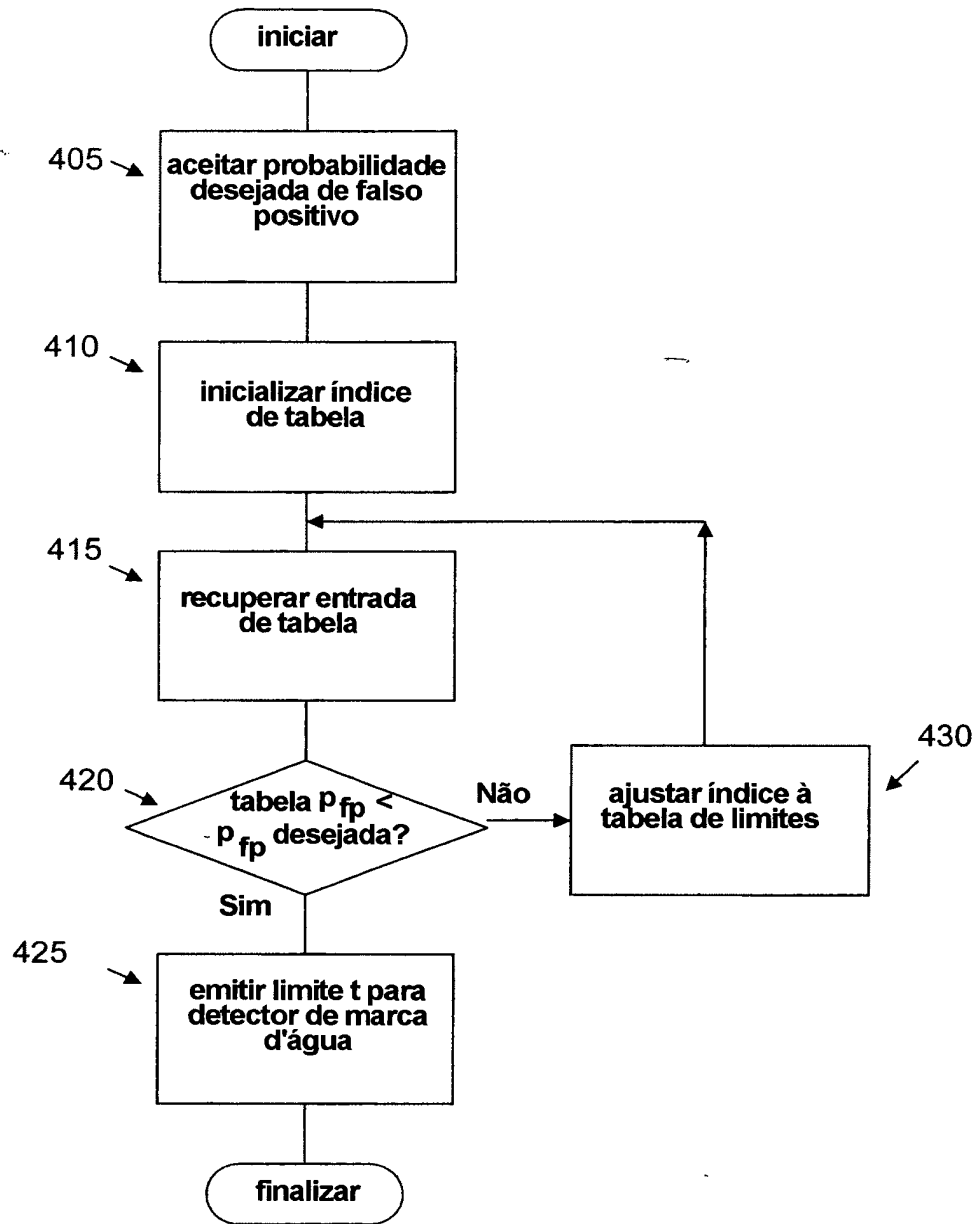 iniciar
405
aceitar probabilidade
desejada de falso
positivo
410
inicializar índice
de tabela
415
recuperar entrada
de tabela
420
tabela p fp <
p fp desejada?
Não
430
ajustar índice à
tabela de limites
Sim
425
emitir limite t para
detector de marca
d'água
finalizar